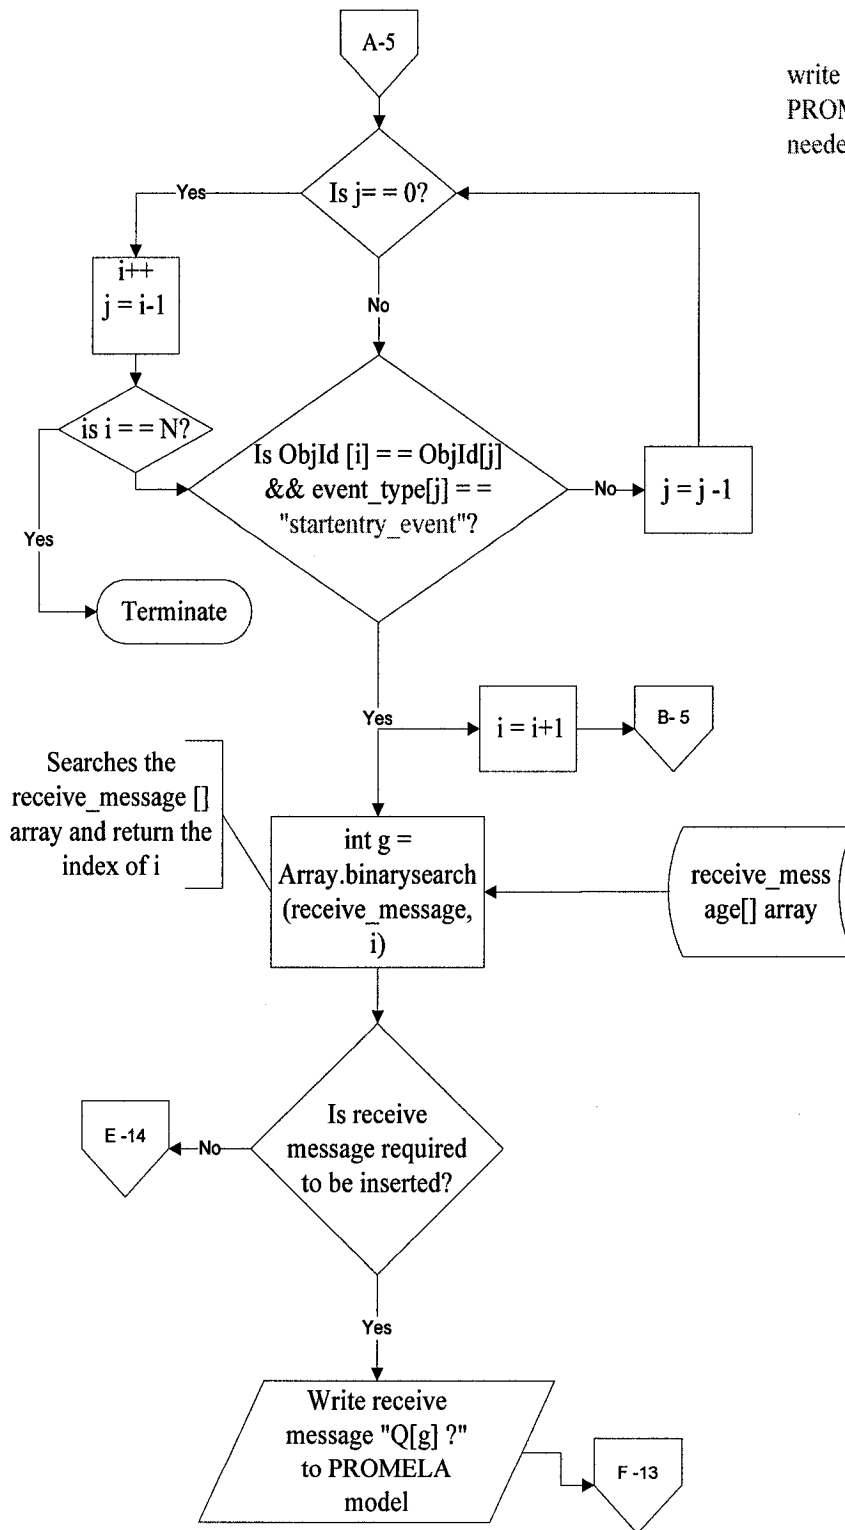 A-5
write
PROM
neede
Is j= = 0?
Yes
i++
j = i-1
No
is i = = N?
Is ObjId [i] = = ObjId[j]
&& event_type[j] = =
"startentry_event"?
No
j = j -1
Yes
Terminate
Yes
i = i+1
B- 5
Searches the
receive_message []
array and return the
index of i
int g =
Array.binarysearch
(receive_message,
i)
receive_mess
age[] array
Is receive
message required
to be inserted?
No
E -14
Yes
Write receive
message "Q[g] ?"
to PROMELA
model
F -13